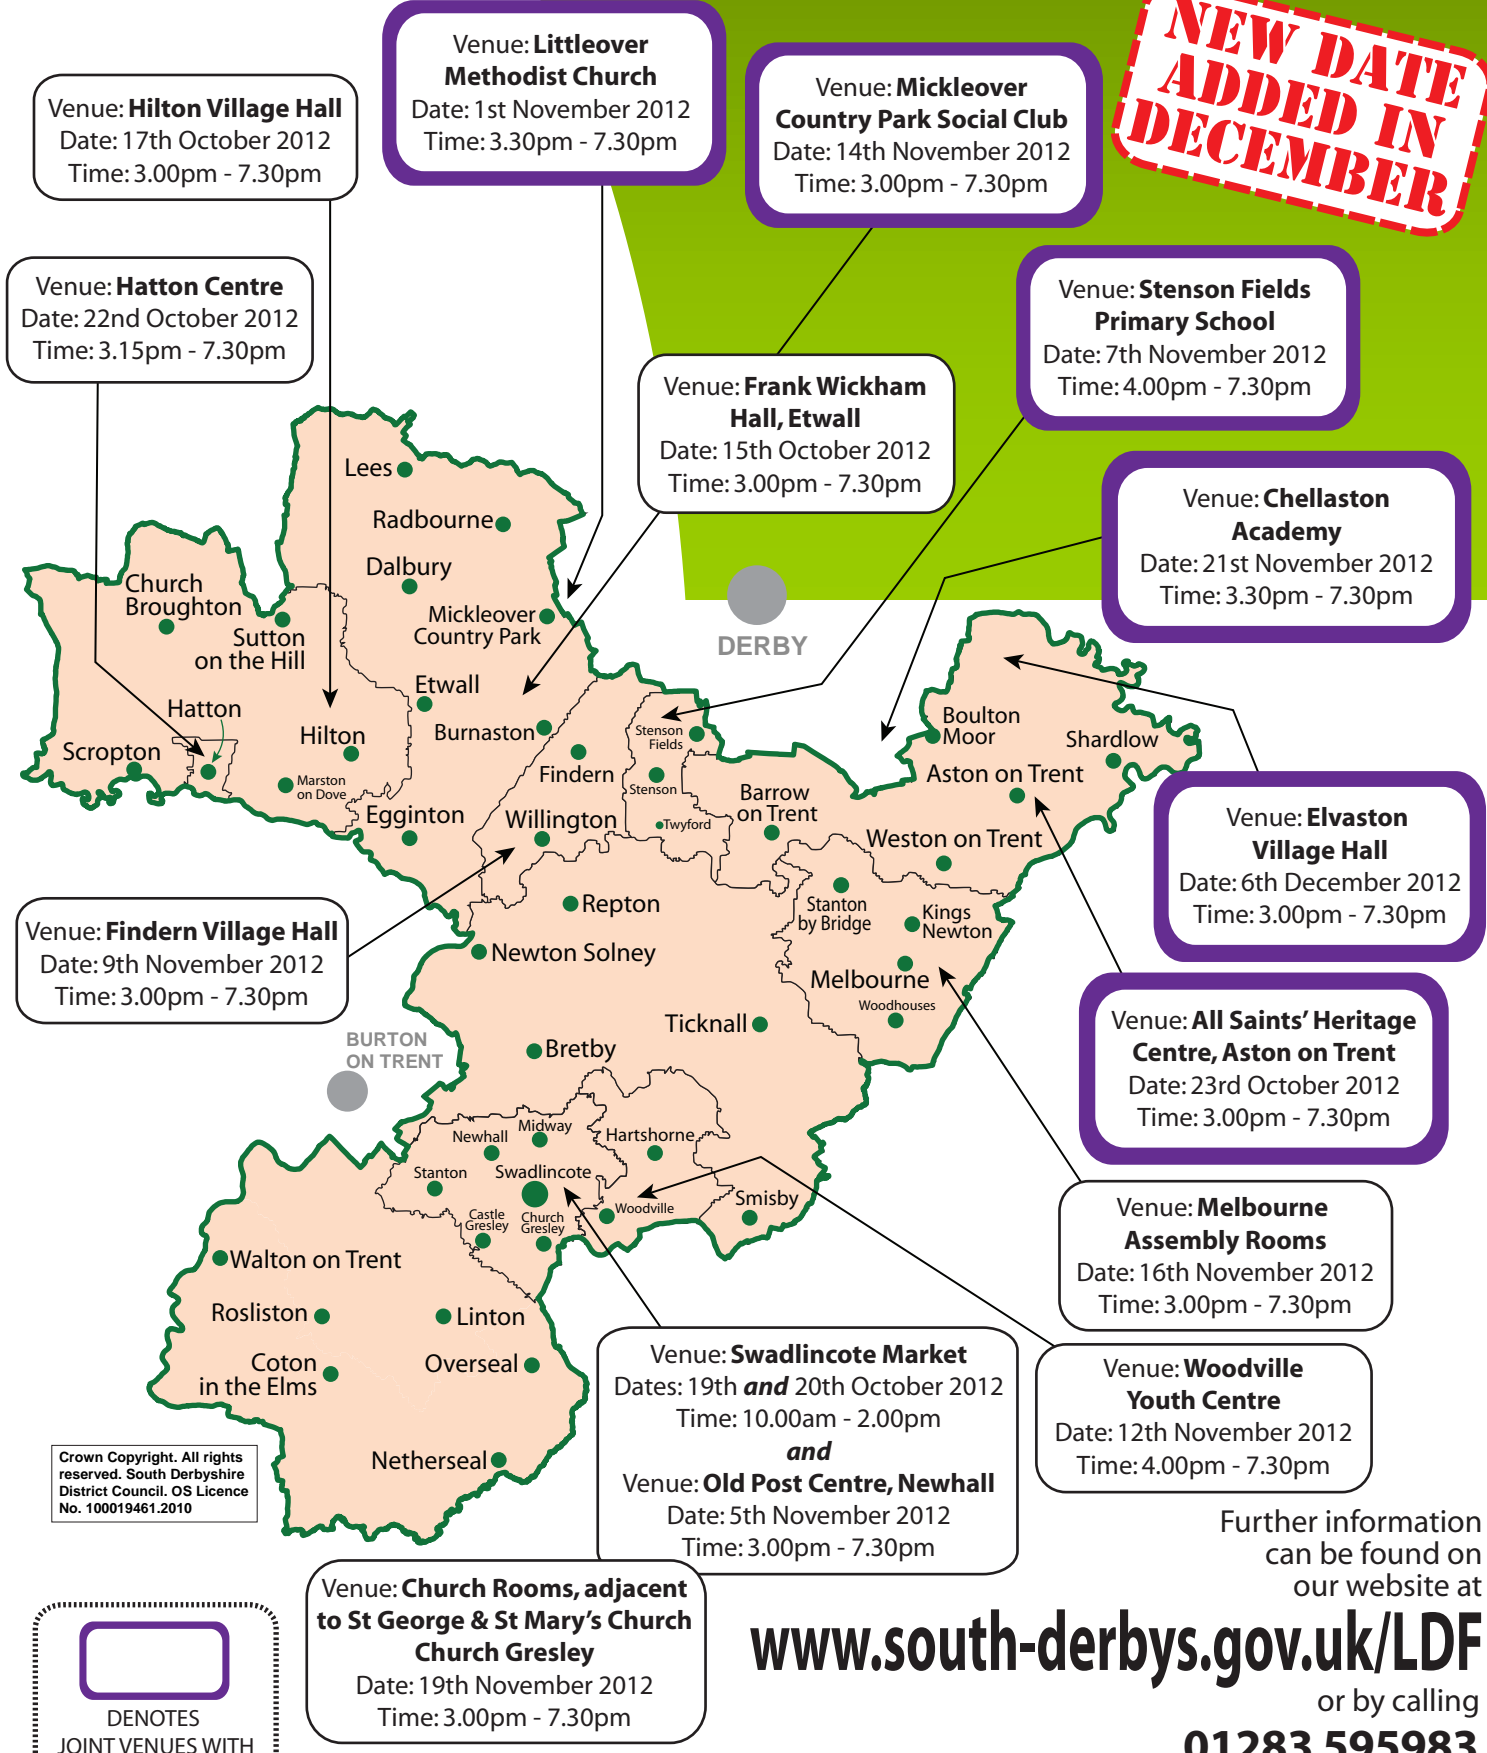 NEW DATE
ADDED IN
DECEMBER
Venue: Littleover
Methodist Church
Date: 1st November 2012
Time: 3.30pm - 7.30pm
Venue: Mickleover
Country Park Social Club
Date: 14th November 2012
Time: 3.00pm - 7.30pm
Venue: Hilton Village Hall
Date: 17th October 2012
Time: 3.00pm - 7.30pm
Venue: Hatton Centre
Date: 22nd October 2012
Time: 3.15pm - 7.30pm
Venue: Stenson Fields
Primary School
Date: 7th November 2012
Time: 4.00pm - 7.30pm
Venue: Frank Wickham
Hall, Etwall
Date: 15th October 2012
Time: 3.00pm - 7.30pm
Venue: Chellaston
Academy
Date: 21st November 2012
Time: 3.30pm - 7.30pm
Lees
Radbourne
Dalbury
Church
Broughton
Sutton
on the Hill
Mickleover
Country Park
DERBY
Etwall
Hatton
Burnaston
Hilton
Scropton
Marston
on Dove
Egginton
Findern
Willington
Stenson
Fields
Stenson
Twyford
Barrow
on Trent
Boulton
Moor
Shardlow
Aston on Trent
Weston on Trent
Venue: Elvaston
Village Hall
Date: 6th December 2012
Time: 3.00pm - 7.30pm
Repton
Newton Solney
Stanton
by Bridge
Kings
Newton
Melbourne
Woodhouses
Venue: Findern Village Hall
Date: 9th November 2012
Time: 3.00pm - 7.30pm
Ticknall
Bretby
BURTON
ON TRENT
Venue: All Saints' Heritage
Centre, Aston on Trent
Date: 23rd October 2012
Time: 3.00pm - 7.30pm
Midway
Newhall
Hartshorne
Stanton
Swadlincote
Castle
Gresley
Church
Gresley
Woodville
Smisby
Venue: Melbourne
Assembly Rooms
Date: 16th November 2012
Time: 3.00pm - 7.30pm
Walton on Trent
Rosliston
Linton
Coton
in the Elms
Overseal
Netherseal
Venue: Swadlincote Market
Dates: 19th and 20th October 2012
Time: 10.00am - 2.00pm
and
Venue: Old Post Centre, Newhall
Date: 5th November 2012
Time: 3.00pm - 7.30pm
Venue: Woodville
Youth Centre
Date: 12th November 2012
Time: 4.00pm - 7.30pm
Crown Copyright. All rights
reserved. South Derbyshire
District Council. OS Licence
No. 100019461.2010
Venue: Church Rooms, adjacent
to St George & St Mary's Church
Church Gresley
Date: 19th November 2012
Time: 3.00pm - 7.30pm
Further information
can be found on
our website at
www.south-derbys.gov.uk/LDF
or by calling
01283 595983
DENOTES
JOINT VENUES WITH